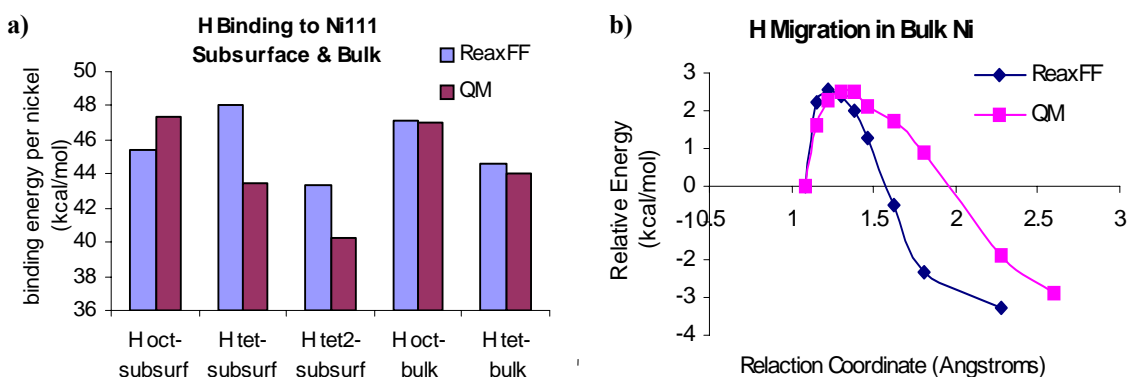 a)
H Binding to Ni111
Subsurface & Bulk
ReaxFF
QM
binding energy per nickel
(kcal/mol)
50
48
46
44
42
40
38
36
H oct-
subsurf
H tet-
subsurf
H tet2-
subsurf
H oct-
bulk
H tet-
bulk
b)
H Migration in Bulk Ni
ReaxFF
QM
Relative Energy
(kcal/mol)
3
2
1
0
-1
-2
-3
-4
0.5
1
1.5
2
2.5
3
Relaction Coordinate (Angstroms)